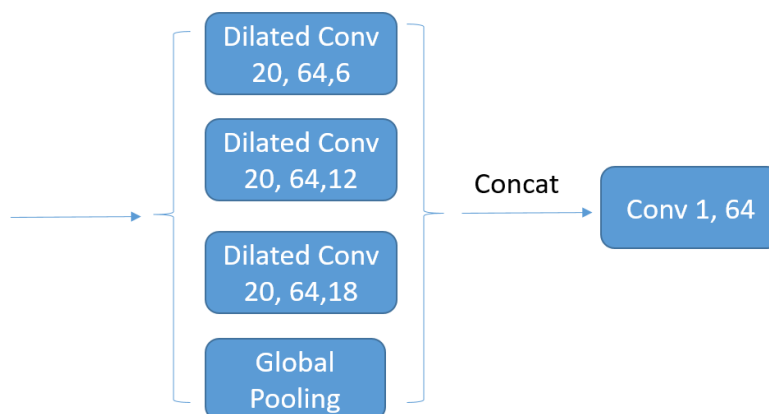 Dilated Conv
20, 64,6
Dilated Conv
20, 64,12
Dilated Conv
20, 64,18
Global
Pooling
Concat
Conv 1, 64